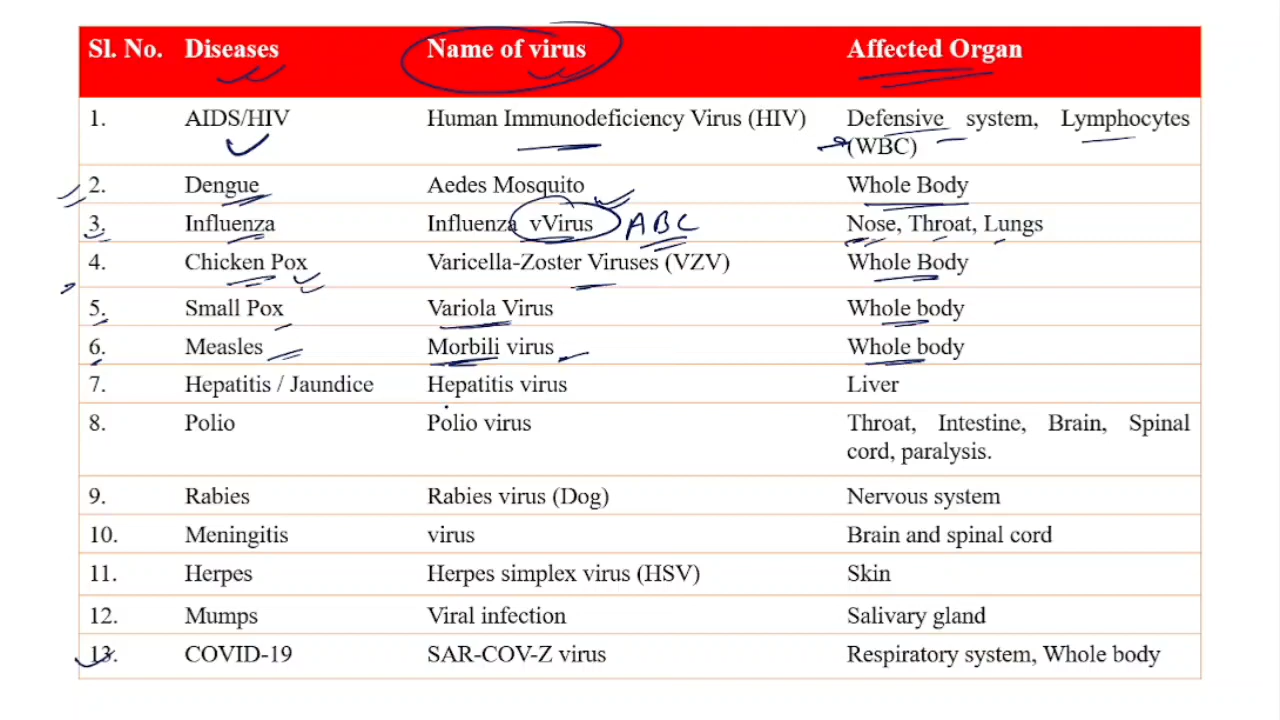 Sl. No. Diseases Name of virus Affected Organ
1. AIDS/HIV Human Immunodeficiency Virus (HIV) Defensive system, Lymphocytes
(WBC)
2. Dengue Aedes Mosquito Whole Body
3. Influenza Influenza vVirus ABC Nose, Throat, Lungs
4. Chicken Pox Varicella-Zoster Viruses (VZV) Whole Body
5. Small Pox Variola Virus Whole body
6. Measles Morbili virus Whole body
7. Hepatitis / Jaundice Hepatitis virus Liver
8. Polio Polio virus Throat, Intestine, Brain, Spinal
cord, paralysis.
9. Rabies Rabies virus (Dog) Nervous system
10. Meningitis virus Brain and spinal cord
11. Herpes Herpes simplex virus (HSV) Skin
12. Mumps Viral infection Salivary gland
13. COVID-19 SAR-COV-Z virus Respiratory system, Whole body